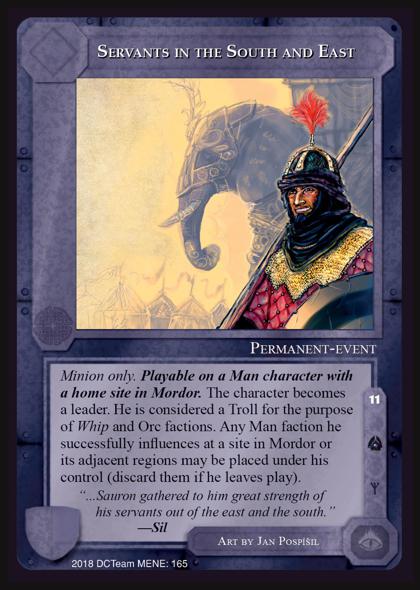 Servants in the South and East
Permanent-event
Minion only. Playable on a Man character with
a home site in Mordor. The character becomes
a leader. He is considered a Troll for the purpose
of Whip and Orc factions. Any Man faction he
successfully influences at a site in Mordor or
its adjacent regions may be placed under his
control (discard them if he leaves play).
"...Sauron gathered to him great strength of
his servants out of the east and the south."
—Sil
11
Art by Jan Pospíšil
2018 DCTeam MENE: 165